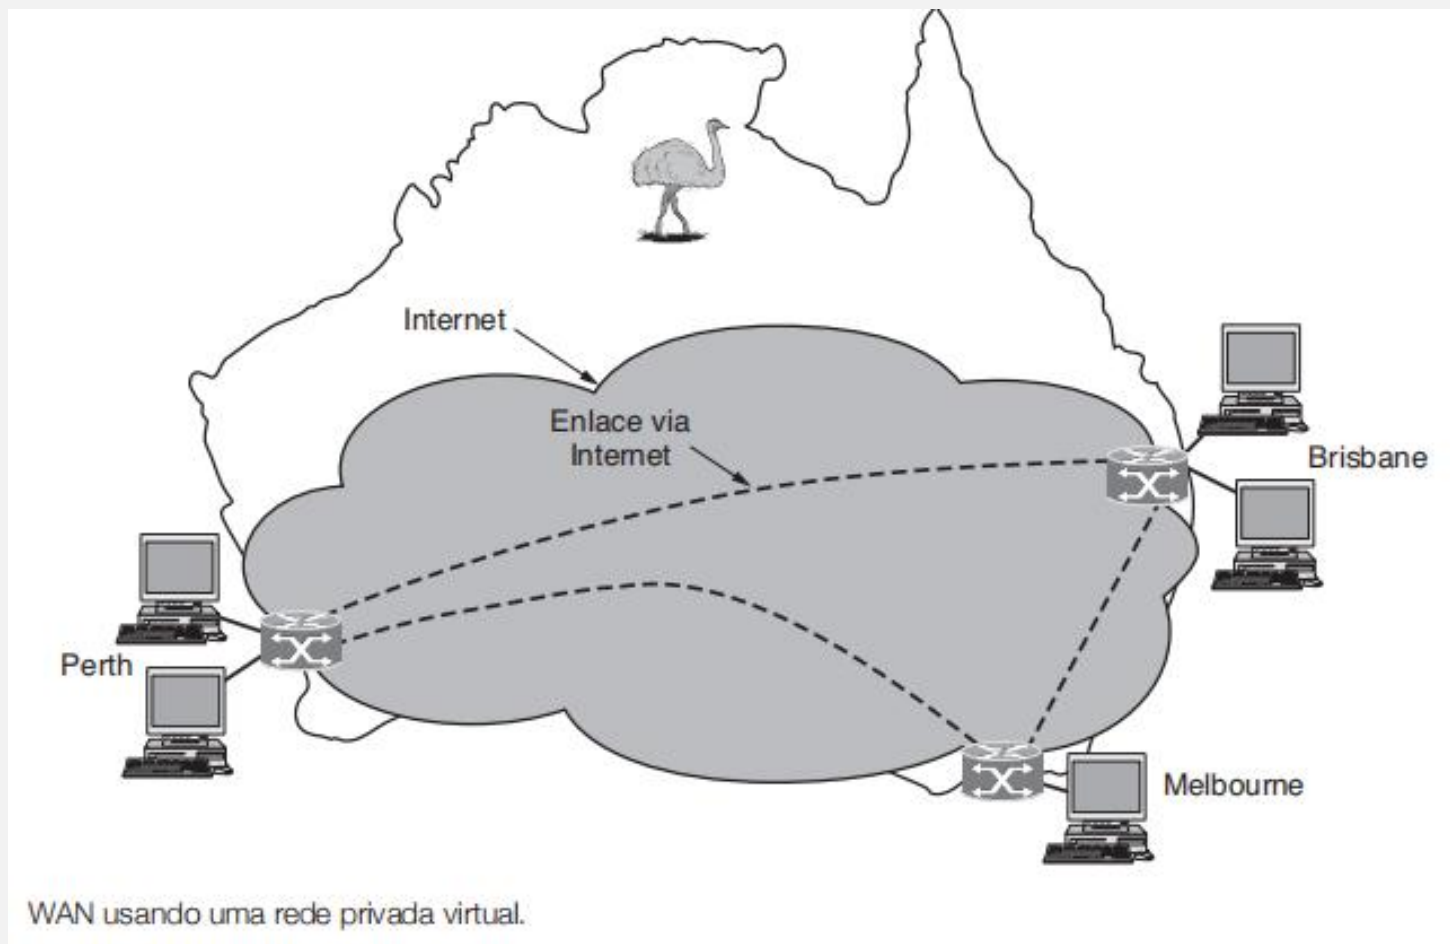 Internet
Enlace via
Internet
Brisbane
Perth
Melbourne
WAN usando uma rede privada virtual.